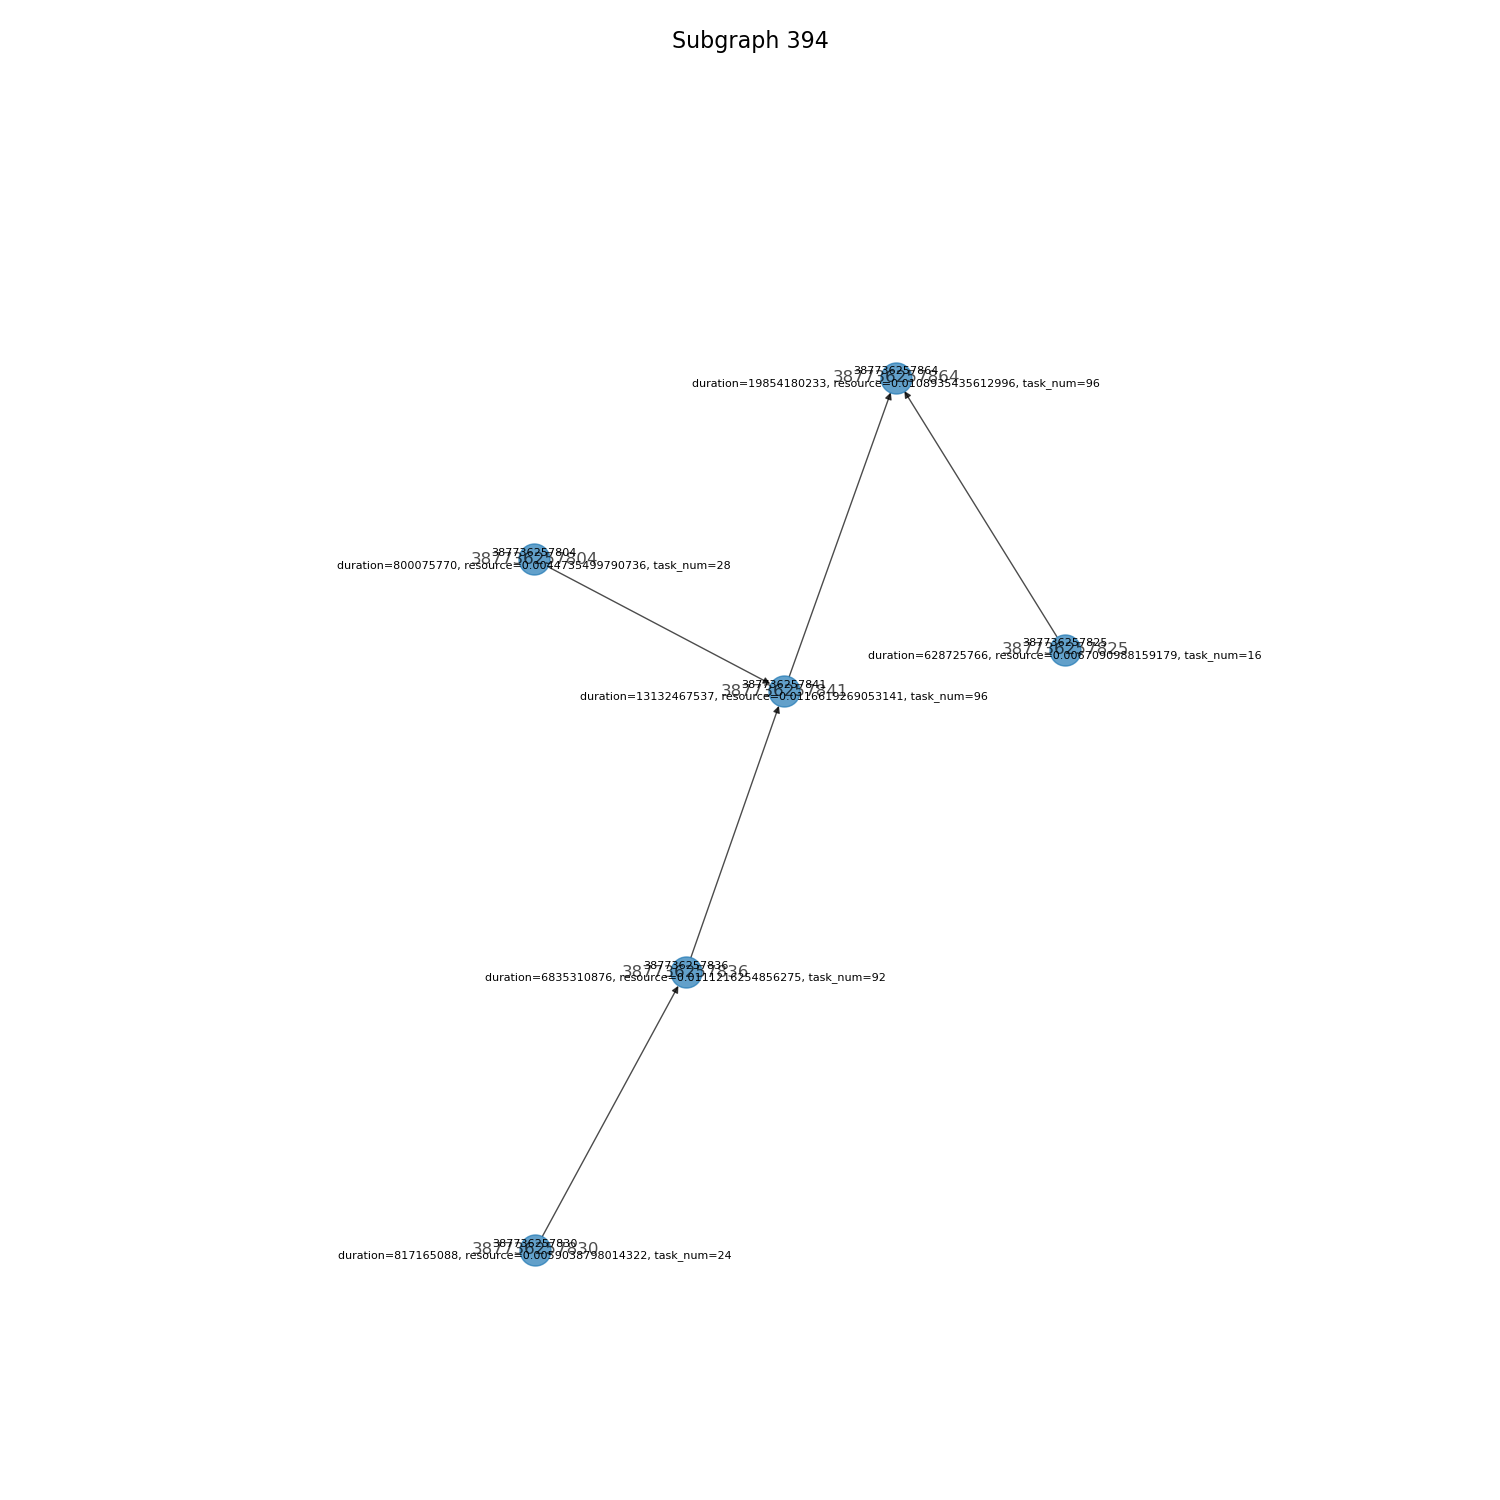 Subgraph 394
387736257864
387736257864
duration=19854180233, resource=0.0108935435612996, task_num=96
387736257804
387736257804
duration=800075770, resource=0.0044735499790736, task_num=28
387736257825
387736257825
duration=628725766, resource=0.0067090988159179, task_num=16
387736257841
387736257841
duration=13132467537, resource=0.0116619269053141, task_num=96
387736257836
387736257836
duration=6835310876, resource=0.0111216254856275, task_num=92
387736257830
387736257830
duration=817165088, resource=0.0059038798014322, task_num=24